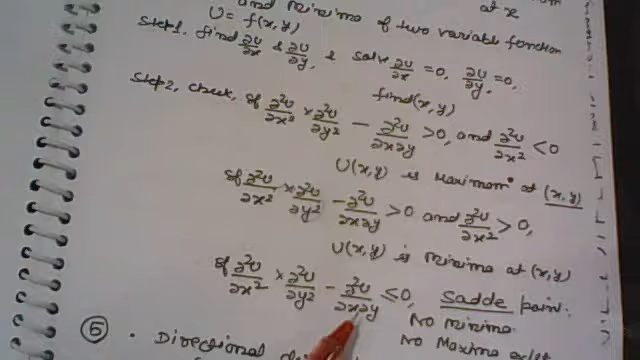 and Minima of two variable function
at x
U = f(x,y)
Step1. Find ∂U/∂x & ∂U/∂y, & solve ∂U/∂x = 0, ∂U/∂y = 0,
find (x,y)
Step2, Check, If ∂²U/∂x² × ∂²U/∂y² − ∂²U/∂x∂y > 0, and ∂²U/∂x² < 0
U(x,y) is Maximum at (x,y)
If ∂²U/∂x² × ∂²U/∂y² − ∂²U/∂x∂y > 0 and ∂²U/∂x² > 0,
U(x,y) is Minima at (x,y)
If ∂²U/∂x² × ∂²U/∂y² − ∂²U/∂x∂y ≤ 0, Sadde poin.
No Minima
No Maxima
5 . Directional